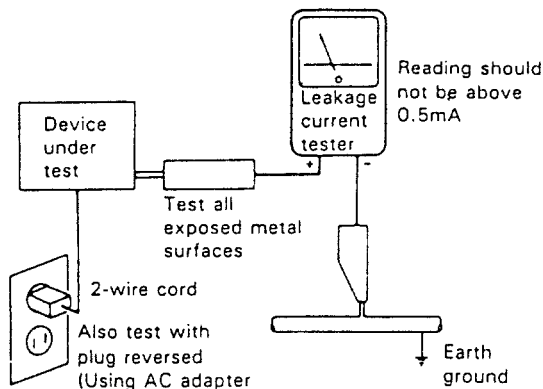 Device
under
test
Leakage
current
tester
+ -
Reading should
not be above
0.5mA
Test all
exposed metal
surfaces
2-wire cord
Also test with
plug reversed
(Using AC adapter
Earth
ground